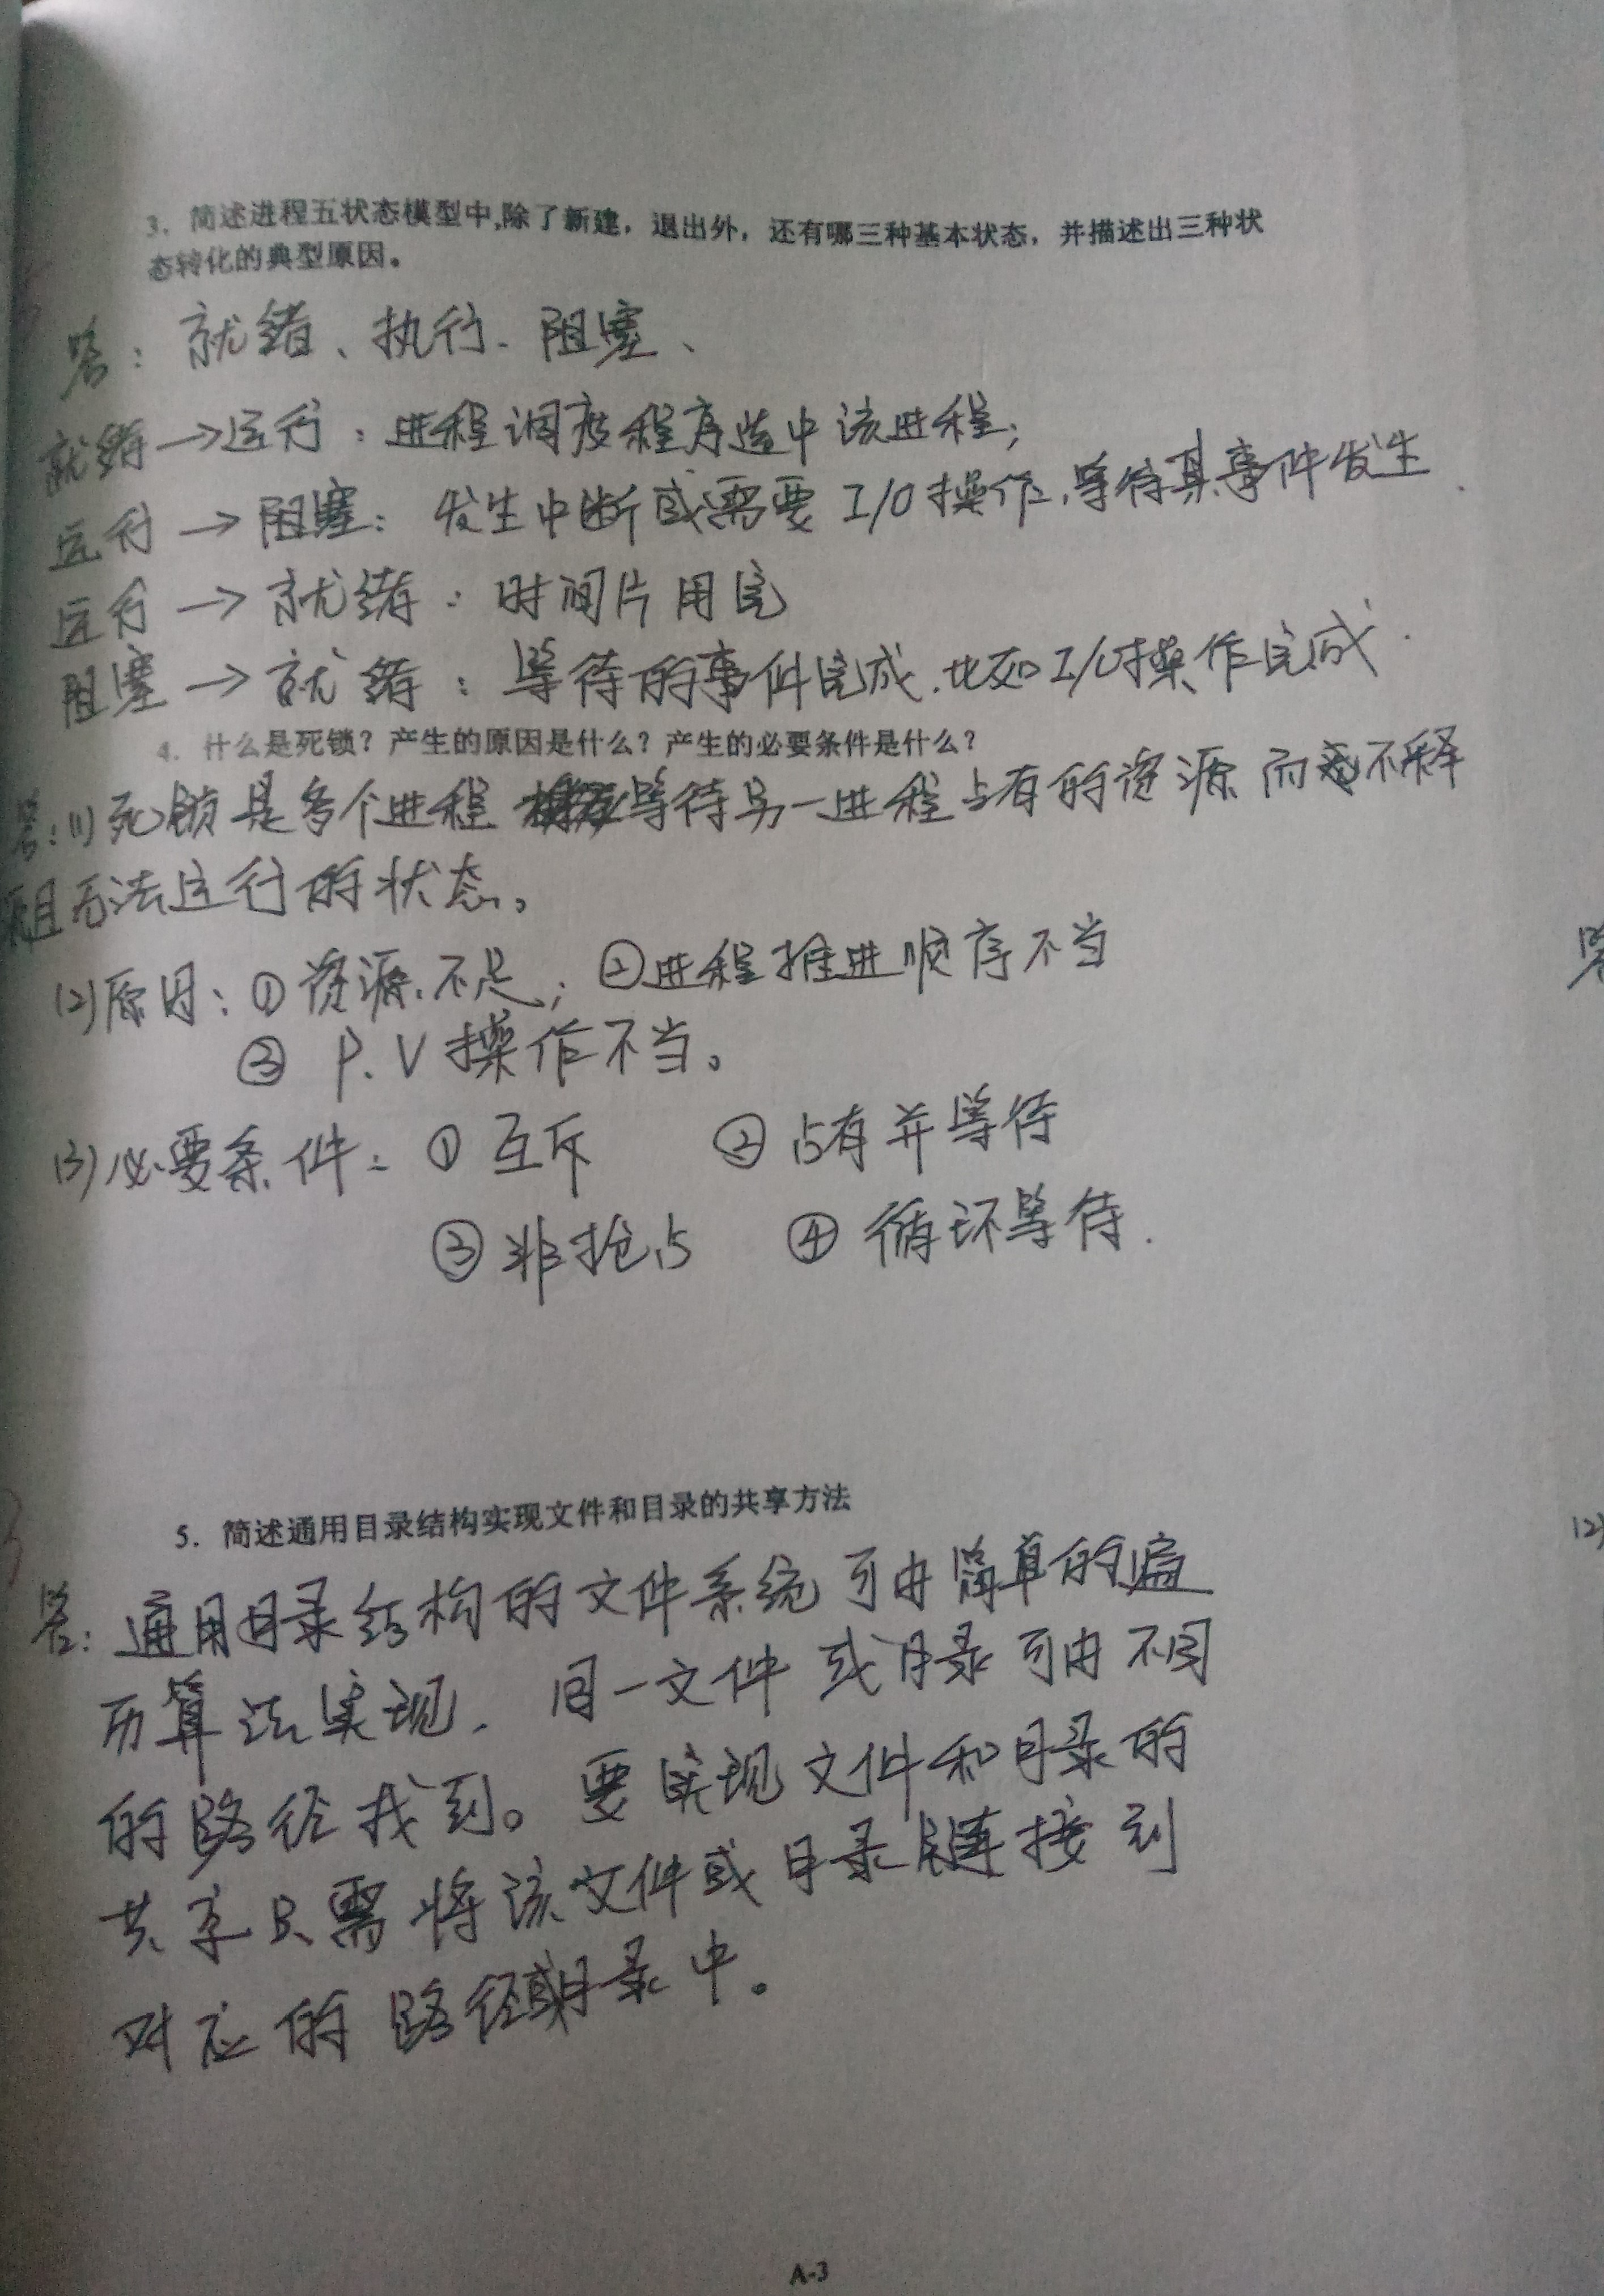 3. 简述进程五状态模型中,除了新建，退出外，还有哪三种基本状态，并描述出三种状
态转化的典型原因。
答：就绪、执行、阻塞、
就绪→运行：进程调度程序选中该进程；
运行→阻塞：发生中断或需要I/O操作、等待某事件发生.
运行→就绪：时间片用完
阻塞→就绪：等待的事件完成.比如I/O操作完成.
4. 什么是死锁？产生的原因是什么？产生的必要条件是什么？
答：(1)死锁是多个进程等待另一进程占有的资源而不释
且无法运行的状态。
(2)原因：①资源不足；②进程推进顺序不当
③ P.V操作不当。
(3)必要条件：①互斥 ②占有并等待
③非抢占 ④循环等待.
答
5. 简述通用目录结构实现文件和目录的共享方法
(2)
答：通用目录结构的文件系统可由简单的遍
历算法实现，同一文件或目录可由不同
的路径找到。要实现文件和目录的
共享只需将该文件或目录链接到
对应的路径或目录中。
A-3